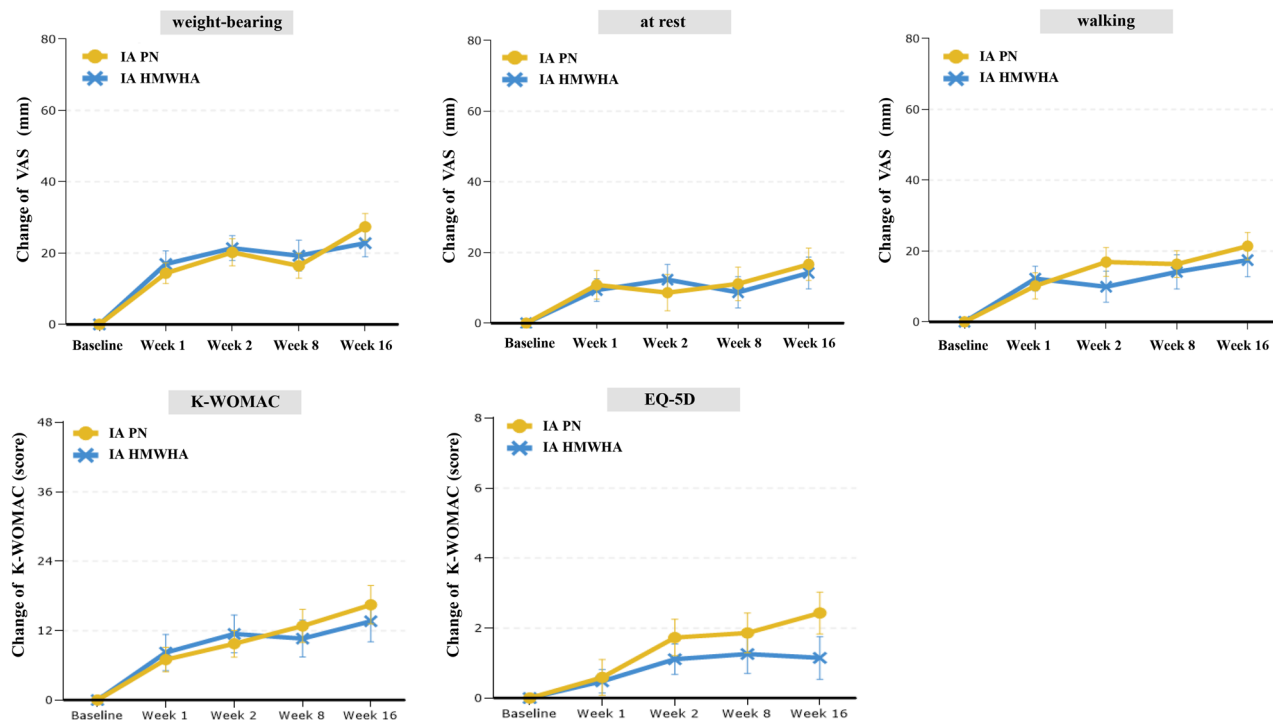 weight-bearing
80
60
40
20
0
Change of VAS (mm)
IA PN
IA HMWHA
Baseline Week 1 Week 2 Week 8 Week 16
at rest
80
60
40
20
0
Change of VAS (mm)
IA PN
IA HMWHA
Baseline Week 1 Week 2 Week 8 Week 16
walking
80
60
40
20
0
Change of VAS (mm)
IA PN
IA HMWHA
Baseline Week 1 Week 2 Week 8 Week 16
K-WOMAC
48
36
24
12
0
Change of K-WOMAC (score)
IA PN
IA HMWHA
Baseline Week 1 Week 2 Week 8 Week 16
EQ-5D
8
6
4
2
0
Change of K-WOMAC (score)
IA PN
IA HMWHA
Baseline Week 1 Week 2 Week 8 Week 16